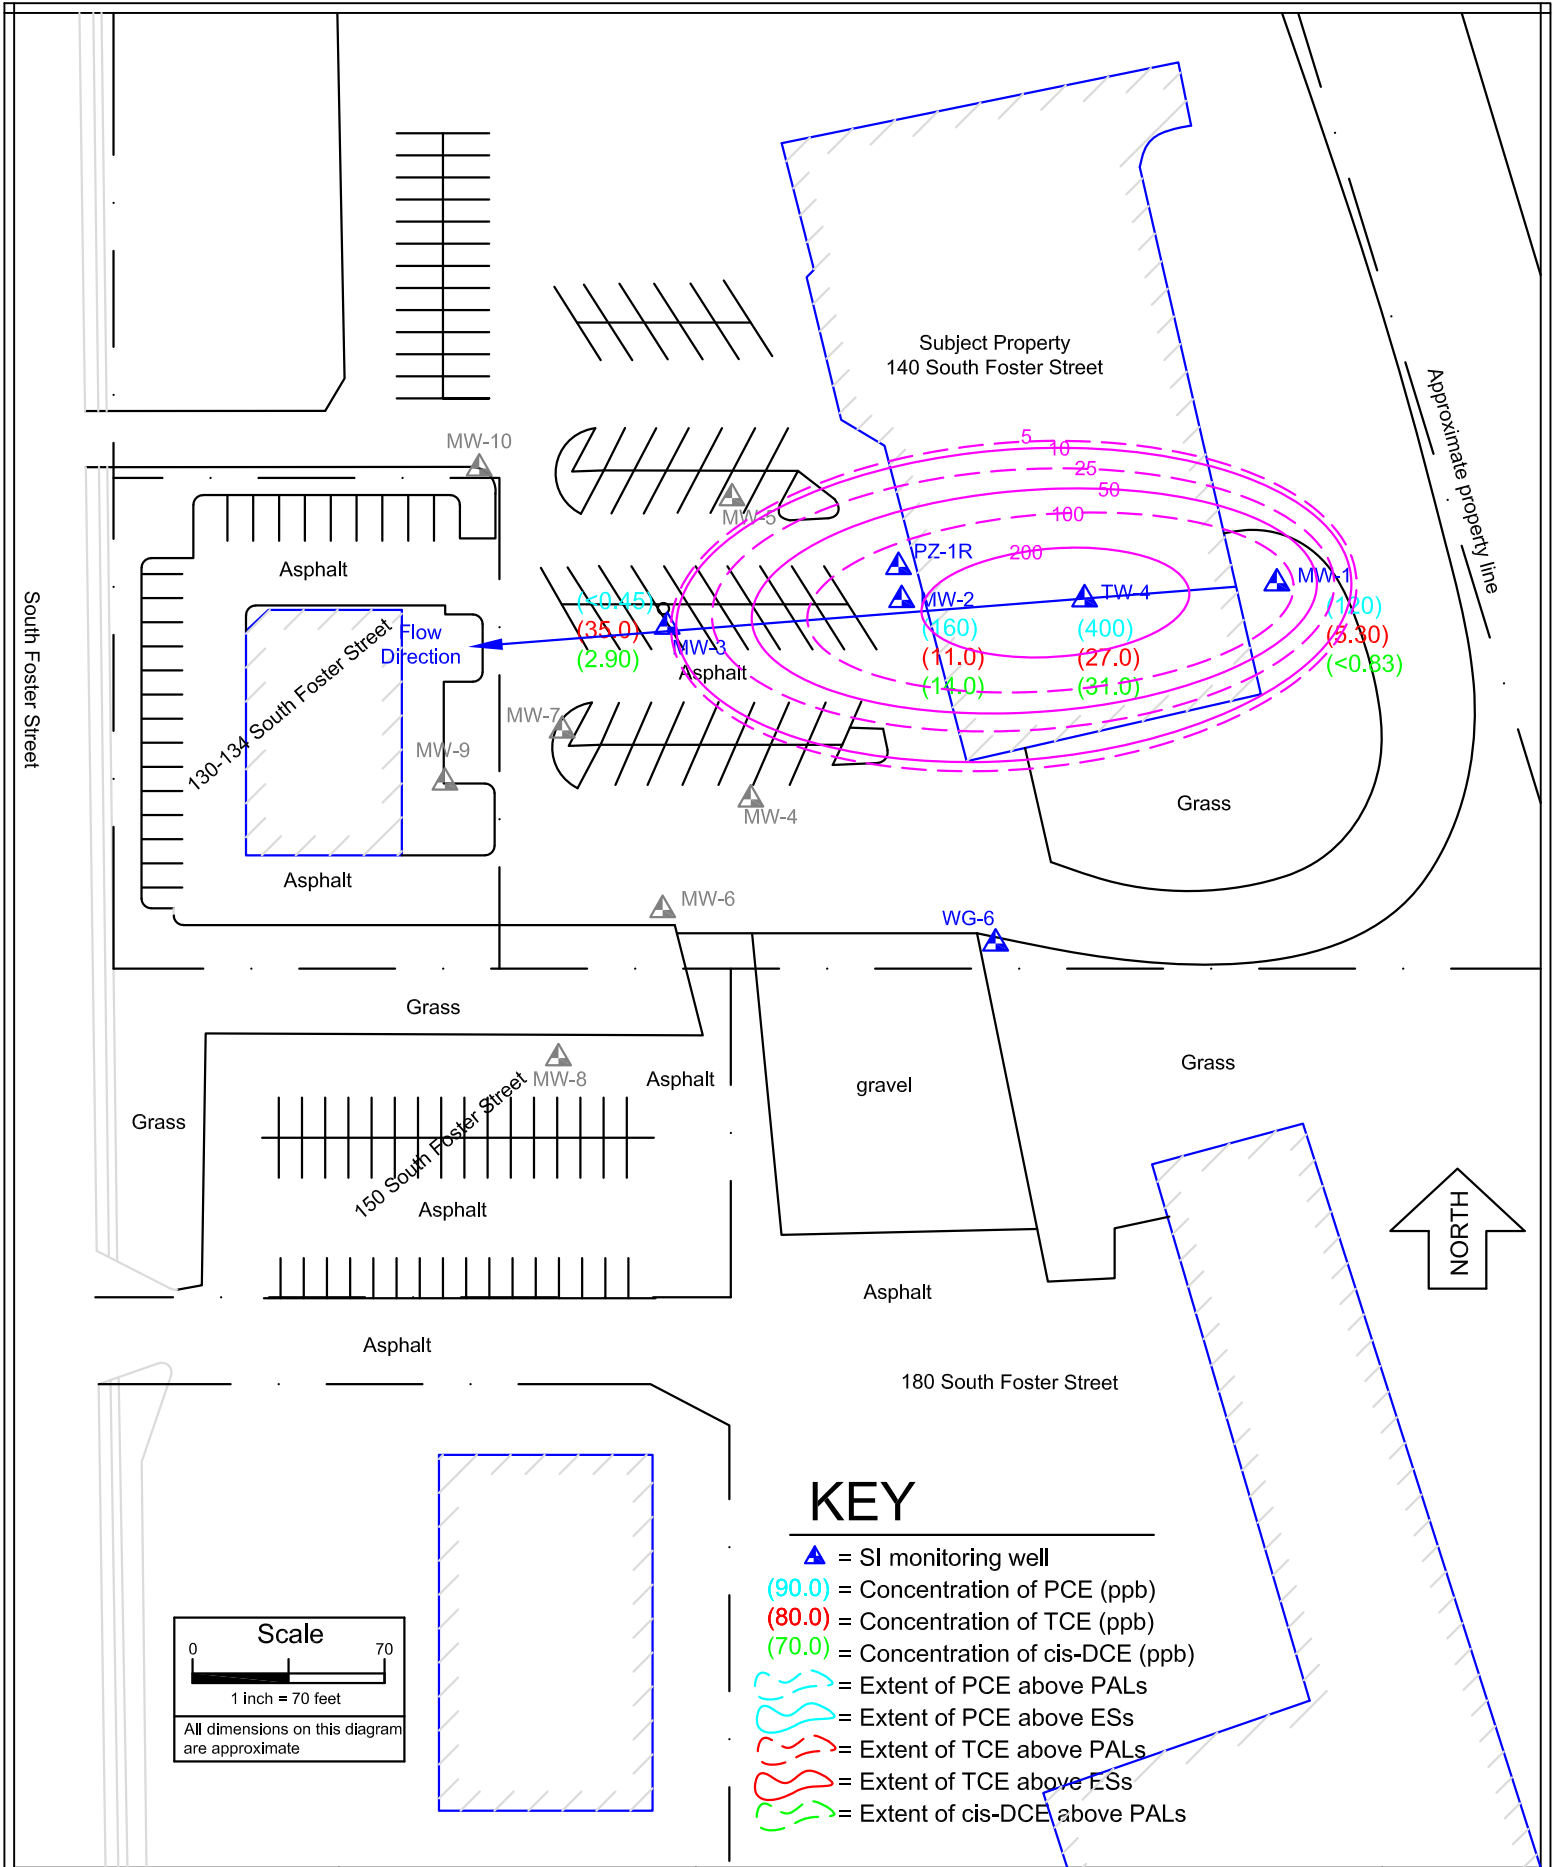 Subject Property
140 South Foster Street
Approximate property line
MW-10
MW-5
5
10
25
50
100
200
PZ-1R
MW-2
(160)
(11.0)
(14.0)
TW-4
(400)
(27.0)
(31.0)
MW-1
(120)
(5.30)
(<0.83)
(<0.45)
(35.0)
(2.90)
MW-3
Asphalt
Flow
Direction
Asphalt
130-134 South Foster Street
South Foster Street
MW-7
MW-9
MW-4
Grass
Asphalt
MW-6
WG-6
Grass
MW-8
Asphalt
gravel
Grass
Grass
150 South Foster Street
Asphalt
NORTH
Asphalt
Asphalt
180 South Foster Street
KEY
= SI monitoring well
(90.0) = Concentration of PCE (ppb)
(80.0) = Concentration of TCE (ppb)
(70.0) = Concentration of cis-DCE (ppb)
= Extent of PCE above PALs
= Extent of PCE above ESs
= Extent of TCE above PALs
= Extent of TCE above ESs
= Extent of cis-DCE above PALs
Scale
0 70
1 inch = 70 feet
All dimensions on this diagram
are approximate